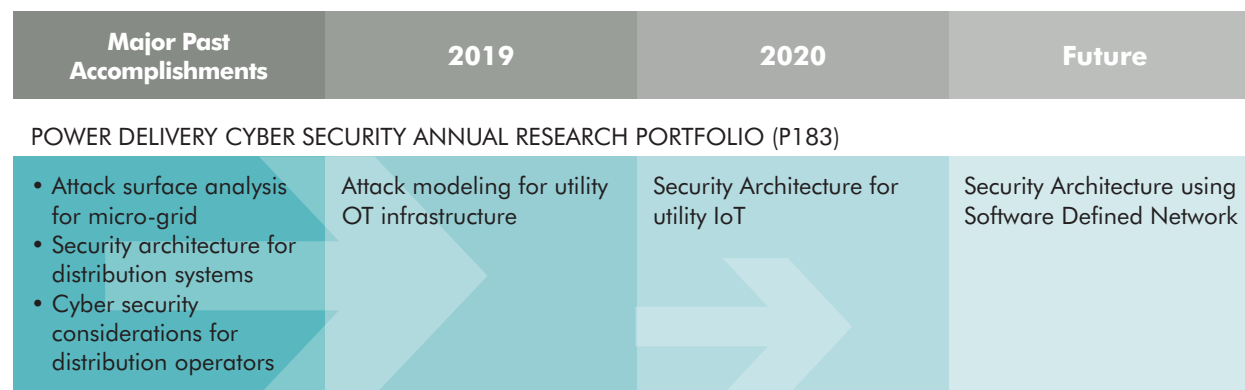 Major Past
Accomplishments
2019
2020
Future
POWER DELIVERY CYBER SECURITY ANNUAL RESEARCH PORTFOLIO (P183)
• Attack surface analysis
for micro-grid
• Security architecture for
distribution systems
• Cyber security
considerations for
distribution operators
Attack modeling for utility
OT infrastructure
Security Architecture for
utility IoT
Security Architecture using
Software Defined Network